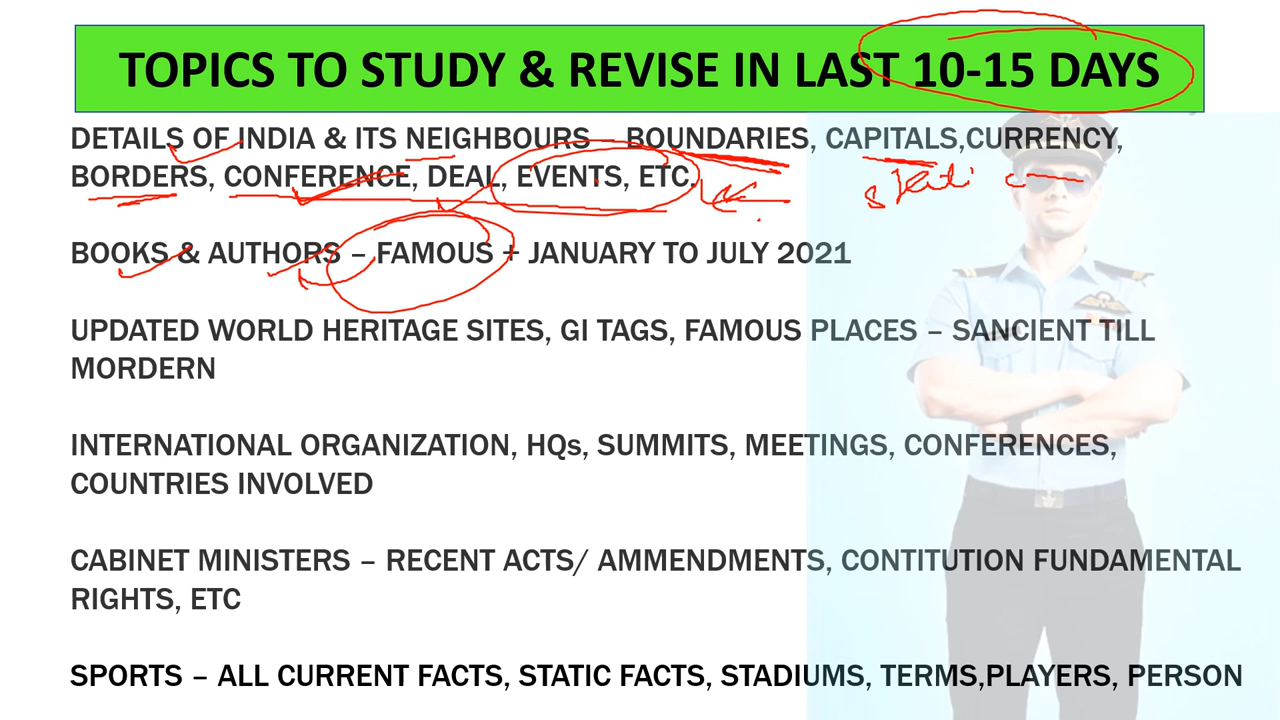 TOPICS TO STUDY & REVISE IN LAST 10-15 DAYS
DETAILS OF INDIA & ITS NEIGHBOURS – BOUNDARIES, CAPITALS,CURRENCY,
BORDERS, CONFERENCE, DEAL, EVENTS, ETC.
BOOKS & AUTHORS – FAMOUS + JANUARY TO JULY 2021
UPDATED WORLD HERITAGE SITES, GI TAGS, FAMOUS PLACES – SANCIENT TILL
MORDERN
INTERNATIONAL ORGANIZATION, HQs, SUMMITS, MEETINGS, CONFERENCES,
COUNTRIES INVOLVED
CABINET MINISTERS – RECENT ACTS/ AMMENDMENTS, CONTITUTION FUNDAMENTAL
RIGHTS, ETC
SPORTS – ALL CURRENT FACTS, STATIC FACTS, STADIUMS, TERMS,PLAYERS, PERSON